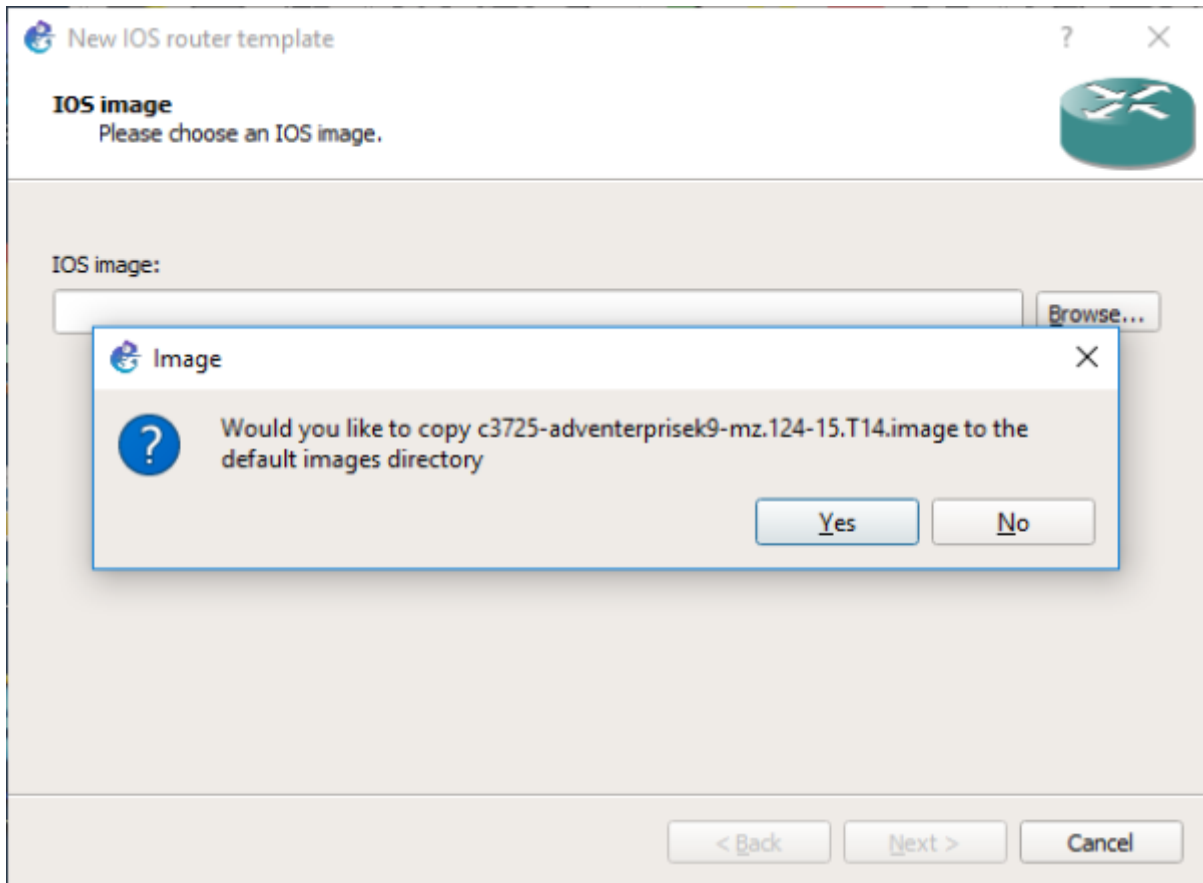 New IOS router template
IOS image
Please choose an IOS image.
IOS image:
Browse...
Image
Would you like to copy c3725-adventerprisek9-mz.124-15.T14.image to the
default images directory
Yes
No
< Back
Next >
Cancel